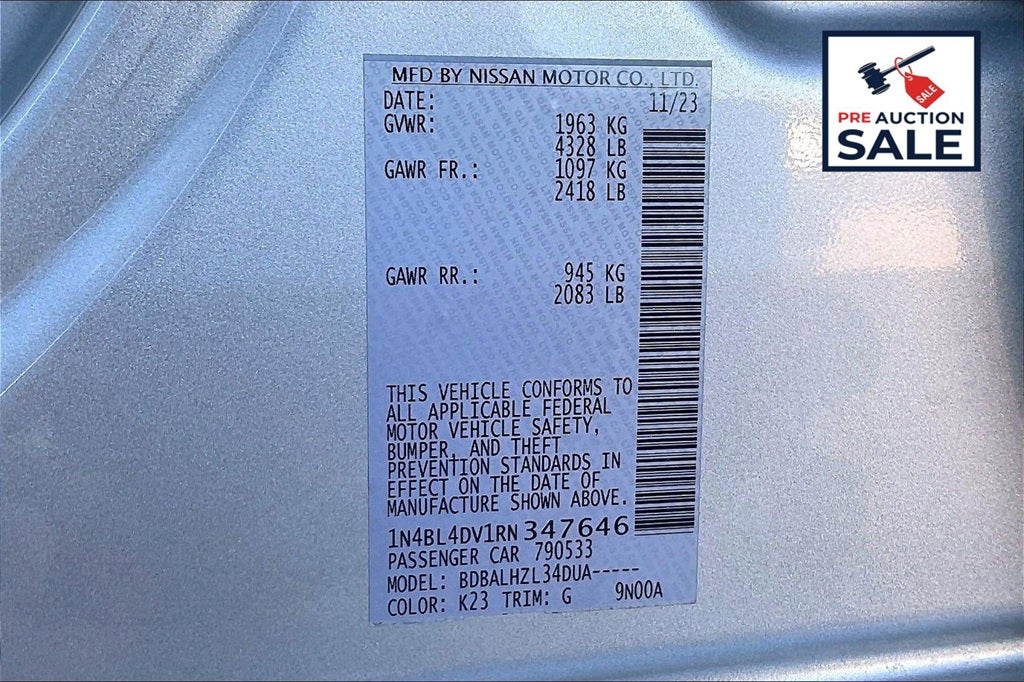 MFD BY NISSAN MOTOR CO., LTD.
DATE: 11/23
GVWR: 1963 KG
4328 LB
GAWR FR.: 1097 KG
2418 LB
GAWR RR.: 945 KG
2083 LB
THIS VEHICLE CONFORMS TO
ALL APPLICABLE FEDERAL
MOTOR VEHICLE SAFETY,
BUMPER, AND THEFT
PREVENTION STANDARDS IN
EFFECT ON THE DATE OF
MANUFACTURE SHOWN ABOVE.
1N4BL4DV1RN347646
PASSENGER CAR 790533
MODEL: BDBALHZL34DUA-----
COLOR: K23 TRIM: G 9N00A
SALE
PRE AUCTION
SALE